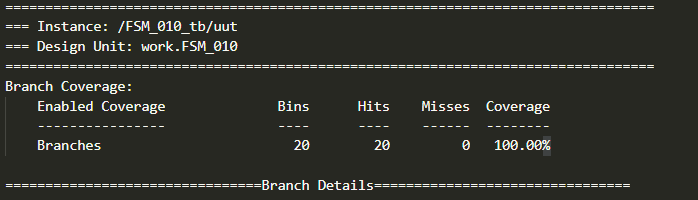 =================================================================================
=== Instance: /FSM_010_tb/uut
=== Design Unit: work.FSM_010
=================================================================================
Branch Coverage:
    Enabled Coverage              Bins      Hits    Misses  Coverage
    ----------------              ----      ----    ------  --------
    Branches                        20        20         0   100.00%
================================Branch Details================================